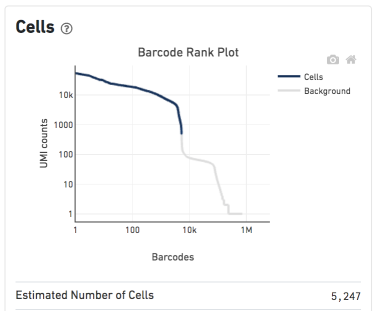 Cells ?
Barcode Rank Plot
Cells
Background
10k
1000
100
10
1
UMI counts
1 100 10k 1M
Barcodes
Estimated Number of Cells 5,247